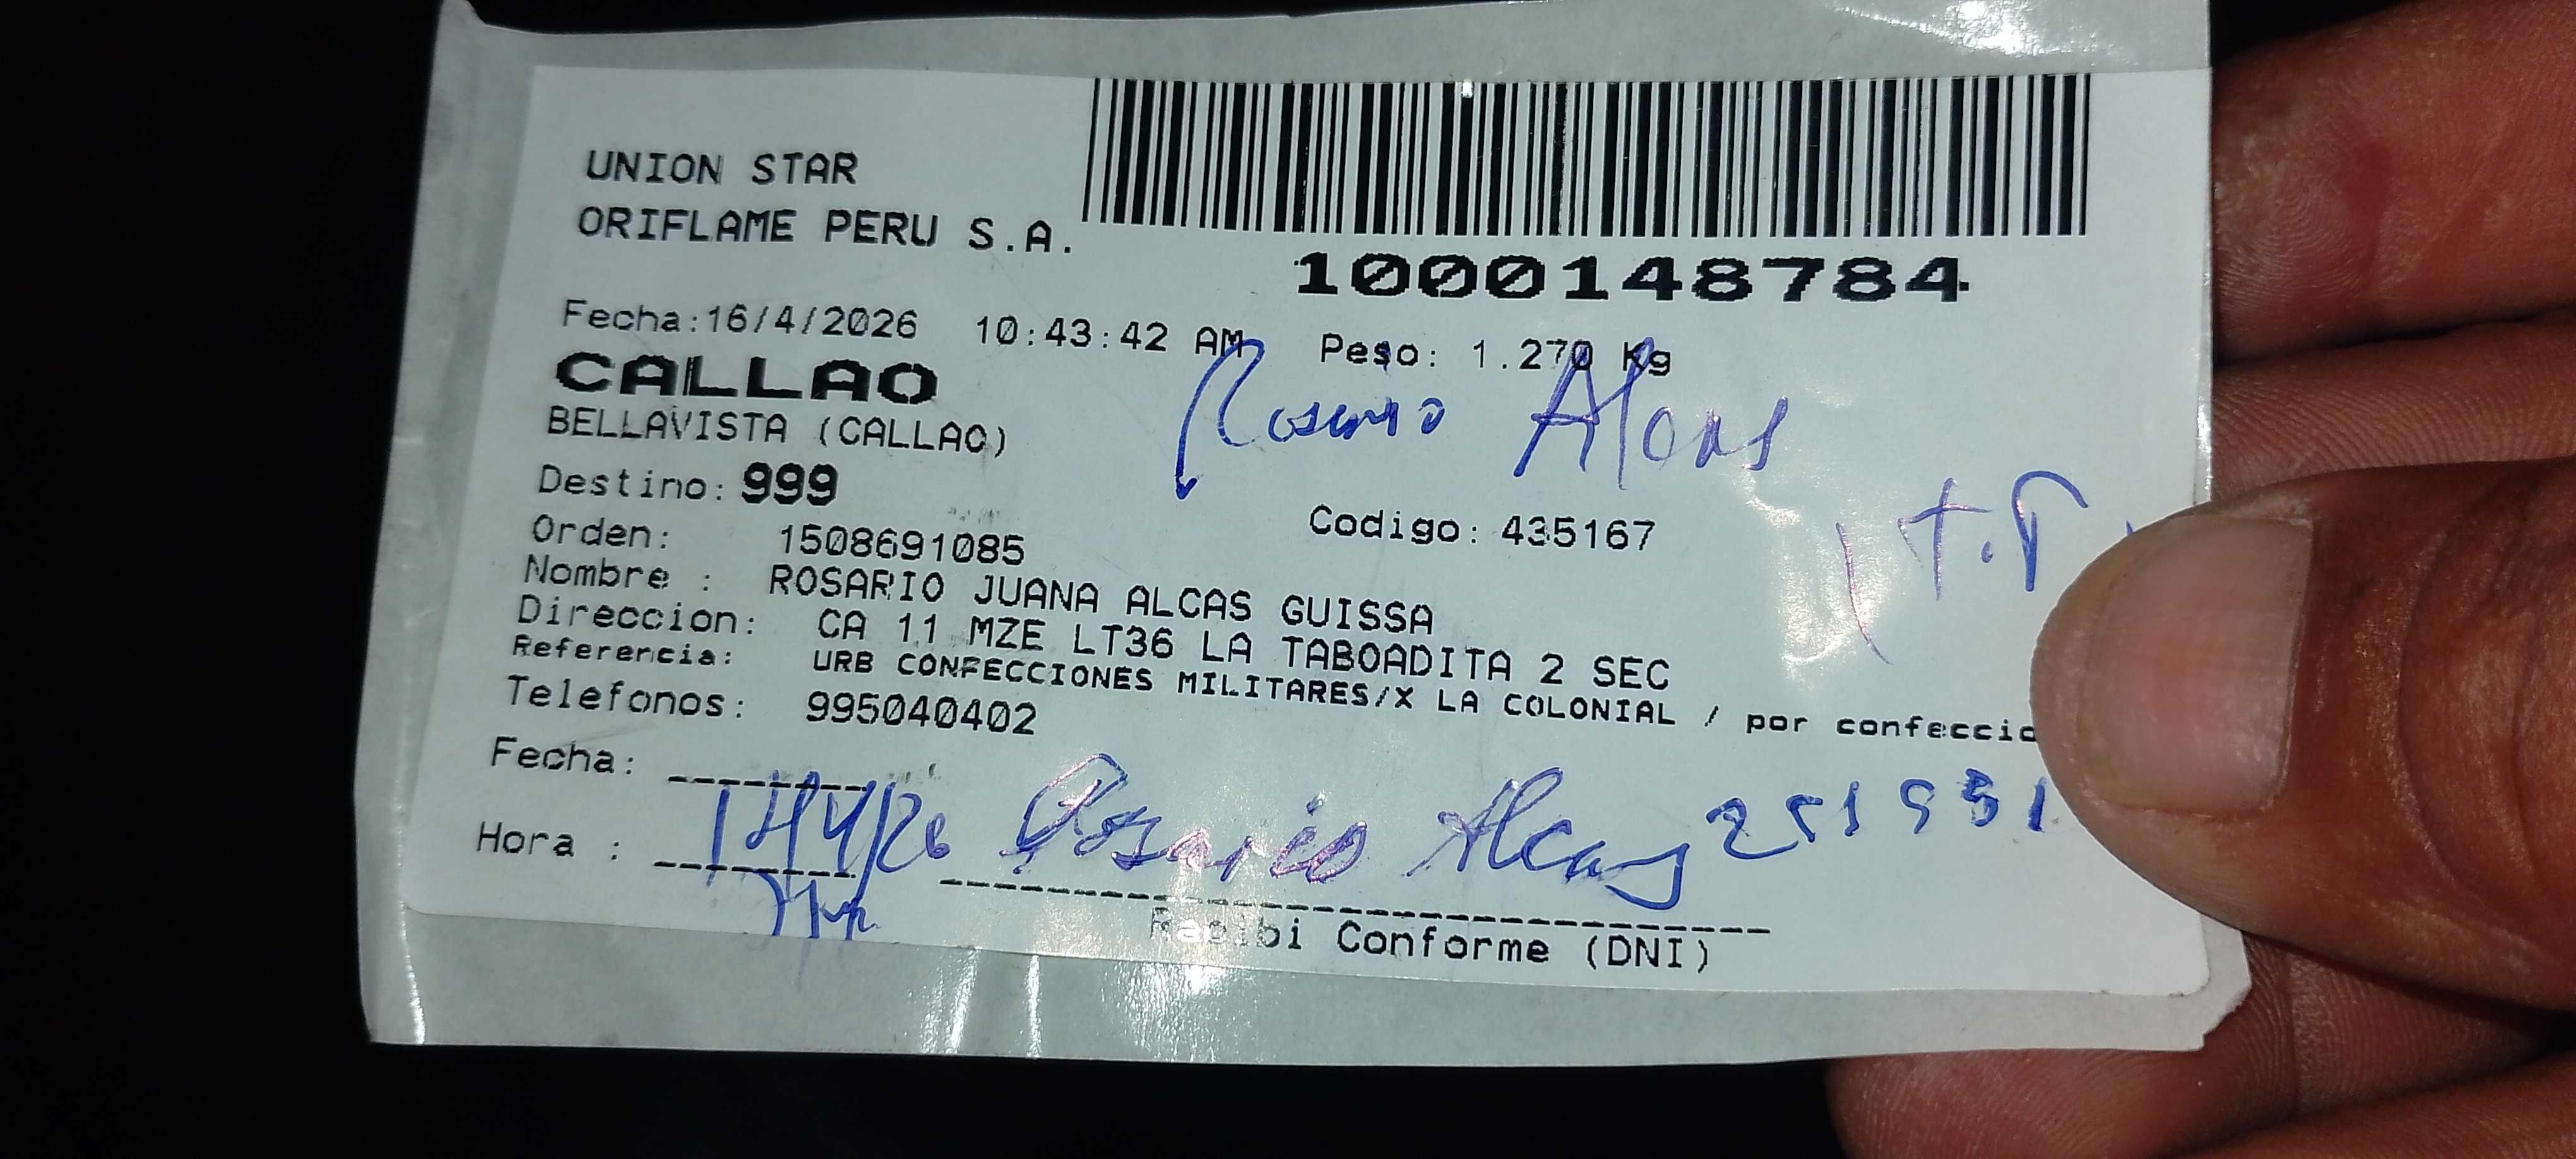 UNION STAR
ORIFLAME PERU S.A.
1000148784
Fecha:16/4/2026 10:43:42 AM Peso: 1.270 Kg
CALLAO
Rosario Alcas
BELLAVISTA (CALLAO)
Destino: 999
Orden: 1508691085 Codigo: 435167
Nombre : ROSARIO JUANA ALCAS GUISSA
Direccion: CA 11 MZE LT36 LA TABOADITA 2 SEC
Referencia: URB CONFECCIONES MILITARES/X LA COLONIAL / por confeccio
Telefonos: 995040402
Fecha:
Hora :
Rosario Alcas
Recibi Conforme (DNI)